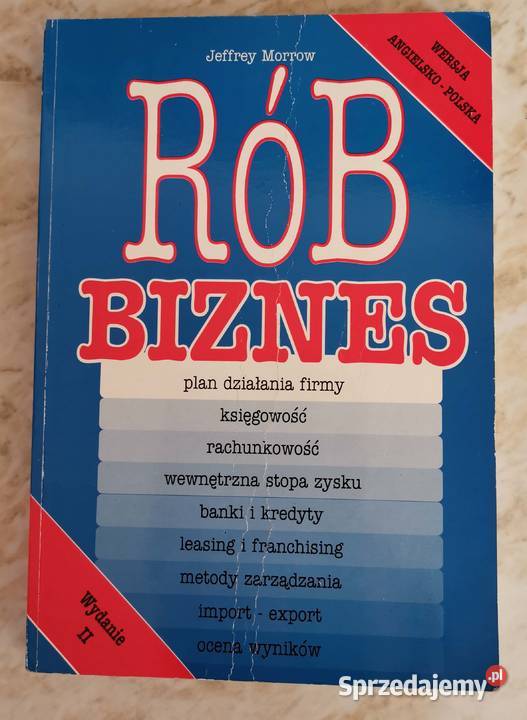 Jeffrey Morrow
WERSJA
ANGIELSKO - POLSKA
RóB
BIZNES
plan działania firmy
księgowość
rachunkowość
wewnętrzna stopa zysku
banki i kredyty
leasing i franchising
metody zarządzania
import - export
ocena wyników
Wydanie
II
Sprzedajemy.pl